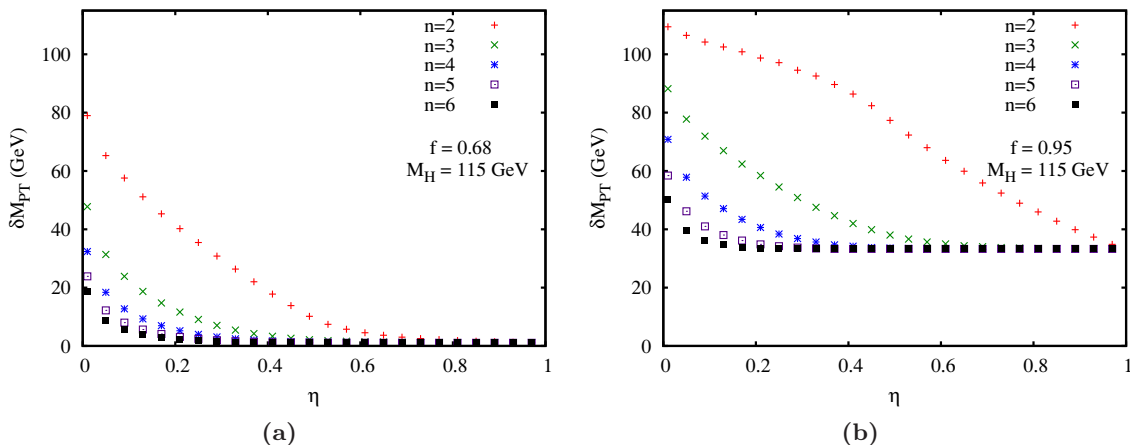 n=2
n=3
n=4
n=5
n=6
f = 0.68
M_H = 115 GeV
δM_PT (GeV)
0
20
40
60
80
100
0 0.2 0.4 0.6 0.8 1
η
(a)
n=2
n=3
n=4
n=5
n=6
f = 0.95
M_H = 115 GeV
δM_PT (GeV)
0
20
40
60
80
100
0 0.2 0.4 0.6 0.8 1
η
(b)